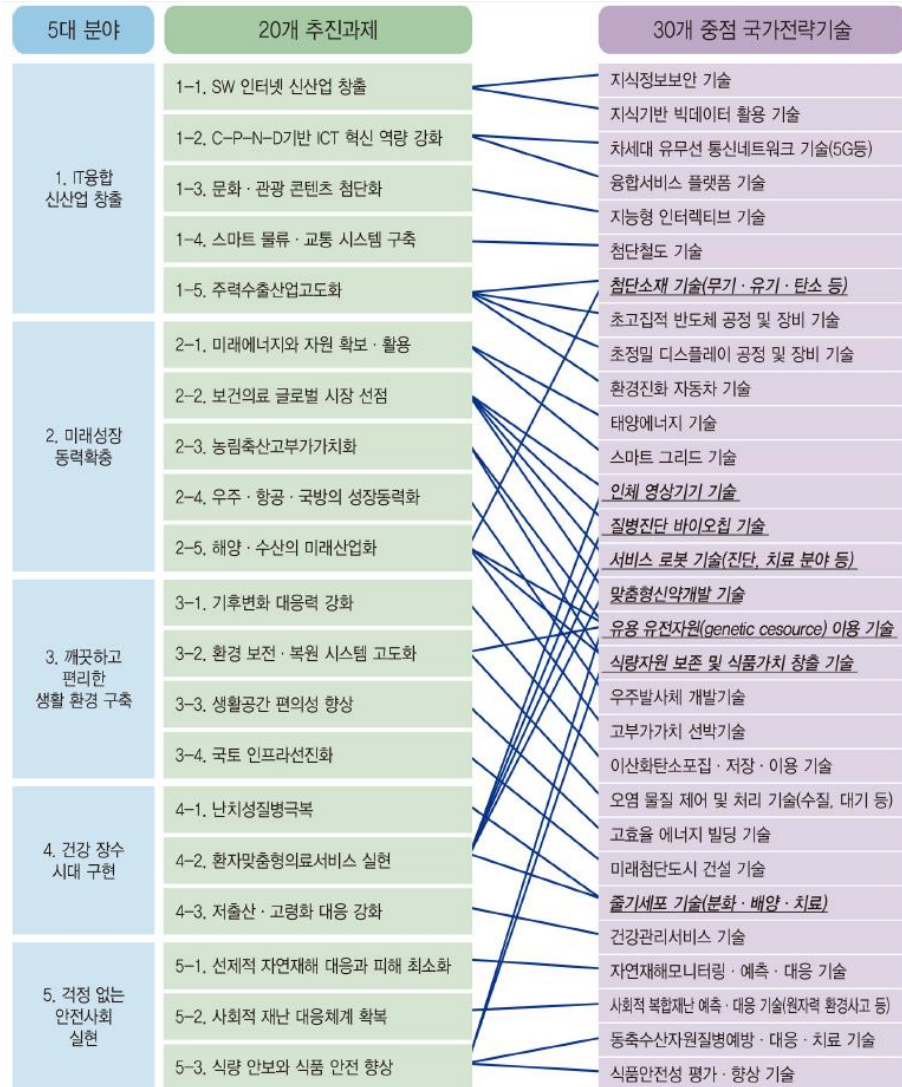 5대 분야
20개 추진과제
30개 중점 국가전략기술
1. IT융합
신산업 창출
1-1. SW 인터넷 신산업 창출
1-2. C-P-N-D기반 ICT 혁신 역량 강화
1-3. 문화·관광 콘텐츠 첨단화
1-4. 스마트 물류·교통 시스템 구축
1-5. 주력수출산업고도화
2. 미래성장
동력확충
2-1. 미래에너지와 자원 확보·활용
2-2. 보건의료 글로벌 시장 선점
2-3. 농림축산고부가가치화
2-4. 우주·항공·국방의 성장동력화
2-5. 해양·수산의 미래산업화
3. 깨끗하고
편리한
생활 환경 구축
3-1. 기후변화 대응력 강화
3-2. 환경 보전·복원 시스템 고도화
3-3. 생활공간 편의성 향상
3-4. 국토 인프라선진화
4. 건강 장수
시대 구현
4-1. 난치성질병극복
4-2. 환자맞춤형의료서비스 실현
4-3. 저출산·고령화 대응 강화
5. 걱정 없는
안전사회
실현
5-1. 선제적 자연재해 대응과 피해 최소화
5-2. 사회적 재난 대응체계 확복
5-3. 식량 안보와 식품 안전 향상
지식정보보안 기술
지식기반 빅데이터 활용 기술
차세대 유무선 통신네트워크 기술(5G등)
융합서비스 플랫폼 기술
지능형 인터렉티브 기술
첨단철도 기술
첨단소재 기술(무기·유기·탄소 등)
초고집적 반도체 공정 및 장비 기술
초정밀 디스플레이 공정 및 장비 기술
환경진화 자동차 기술
태양에너지 기술
스마트 그리드 기술
인체 영상기기 기술
질병진단 바이오칩 기술
서비스 로봇 기술(진단, 치료 분야 등)
맞춤형신약개발 기술
유용 유전자원(genetic cesource) 이용 기술
식량자원 보존 및 식품가치 창출 기술
우주발사체 개발기술
고부가가치 선박기술
이산화탄소포집·저장·이용 기술
오염 물질 제어 및 처리 기술(수질, 대기 등)
고효율 에너지 빌딩 기술
미래첨단도시 건설 기술
줄기세포 기술(분화·배양·치료)
건강관리서비스 기술
자연재해모니터링·예측·대응 기술
사회적 복합재난 예측·대응 기술(원자력 환경사고 등)
동축수산자원질병예방·대응·치료 기술
식품안전성 평가·향상 기술